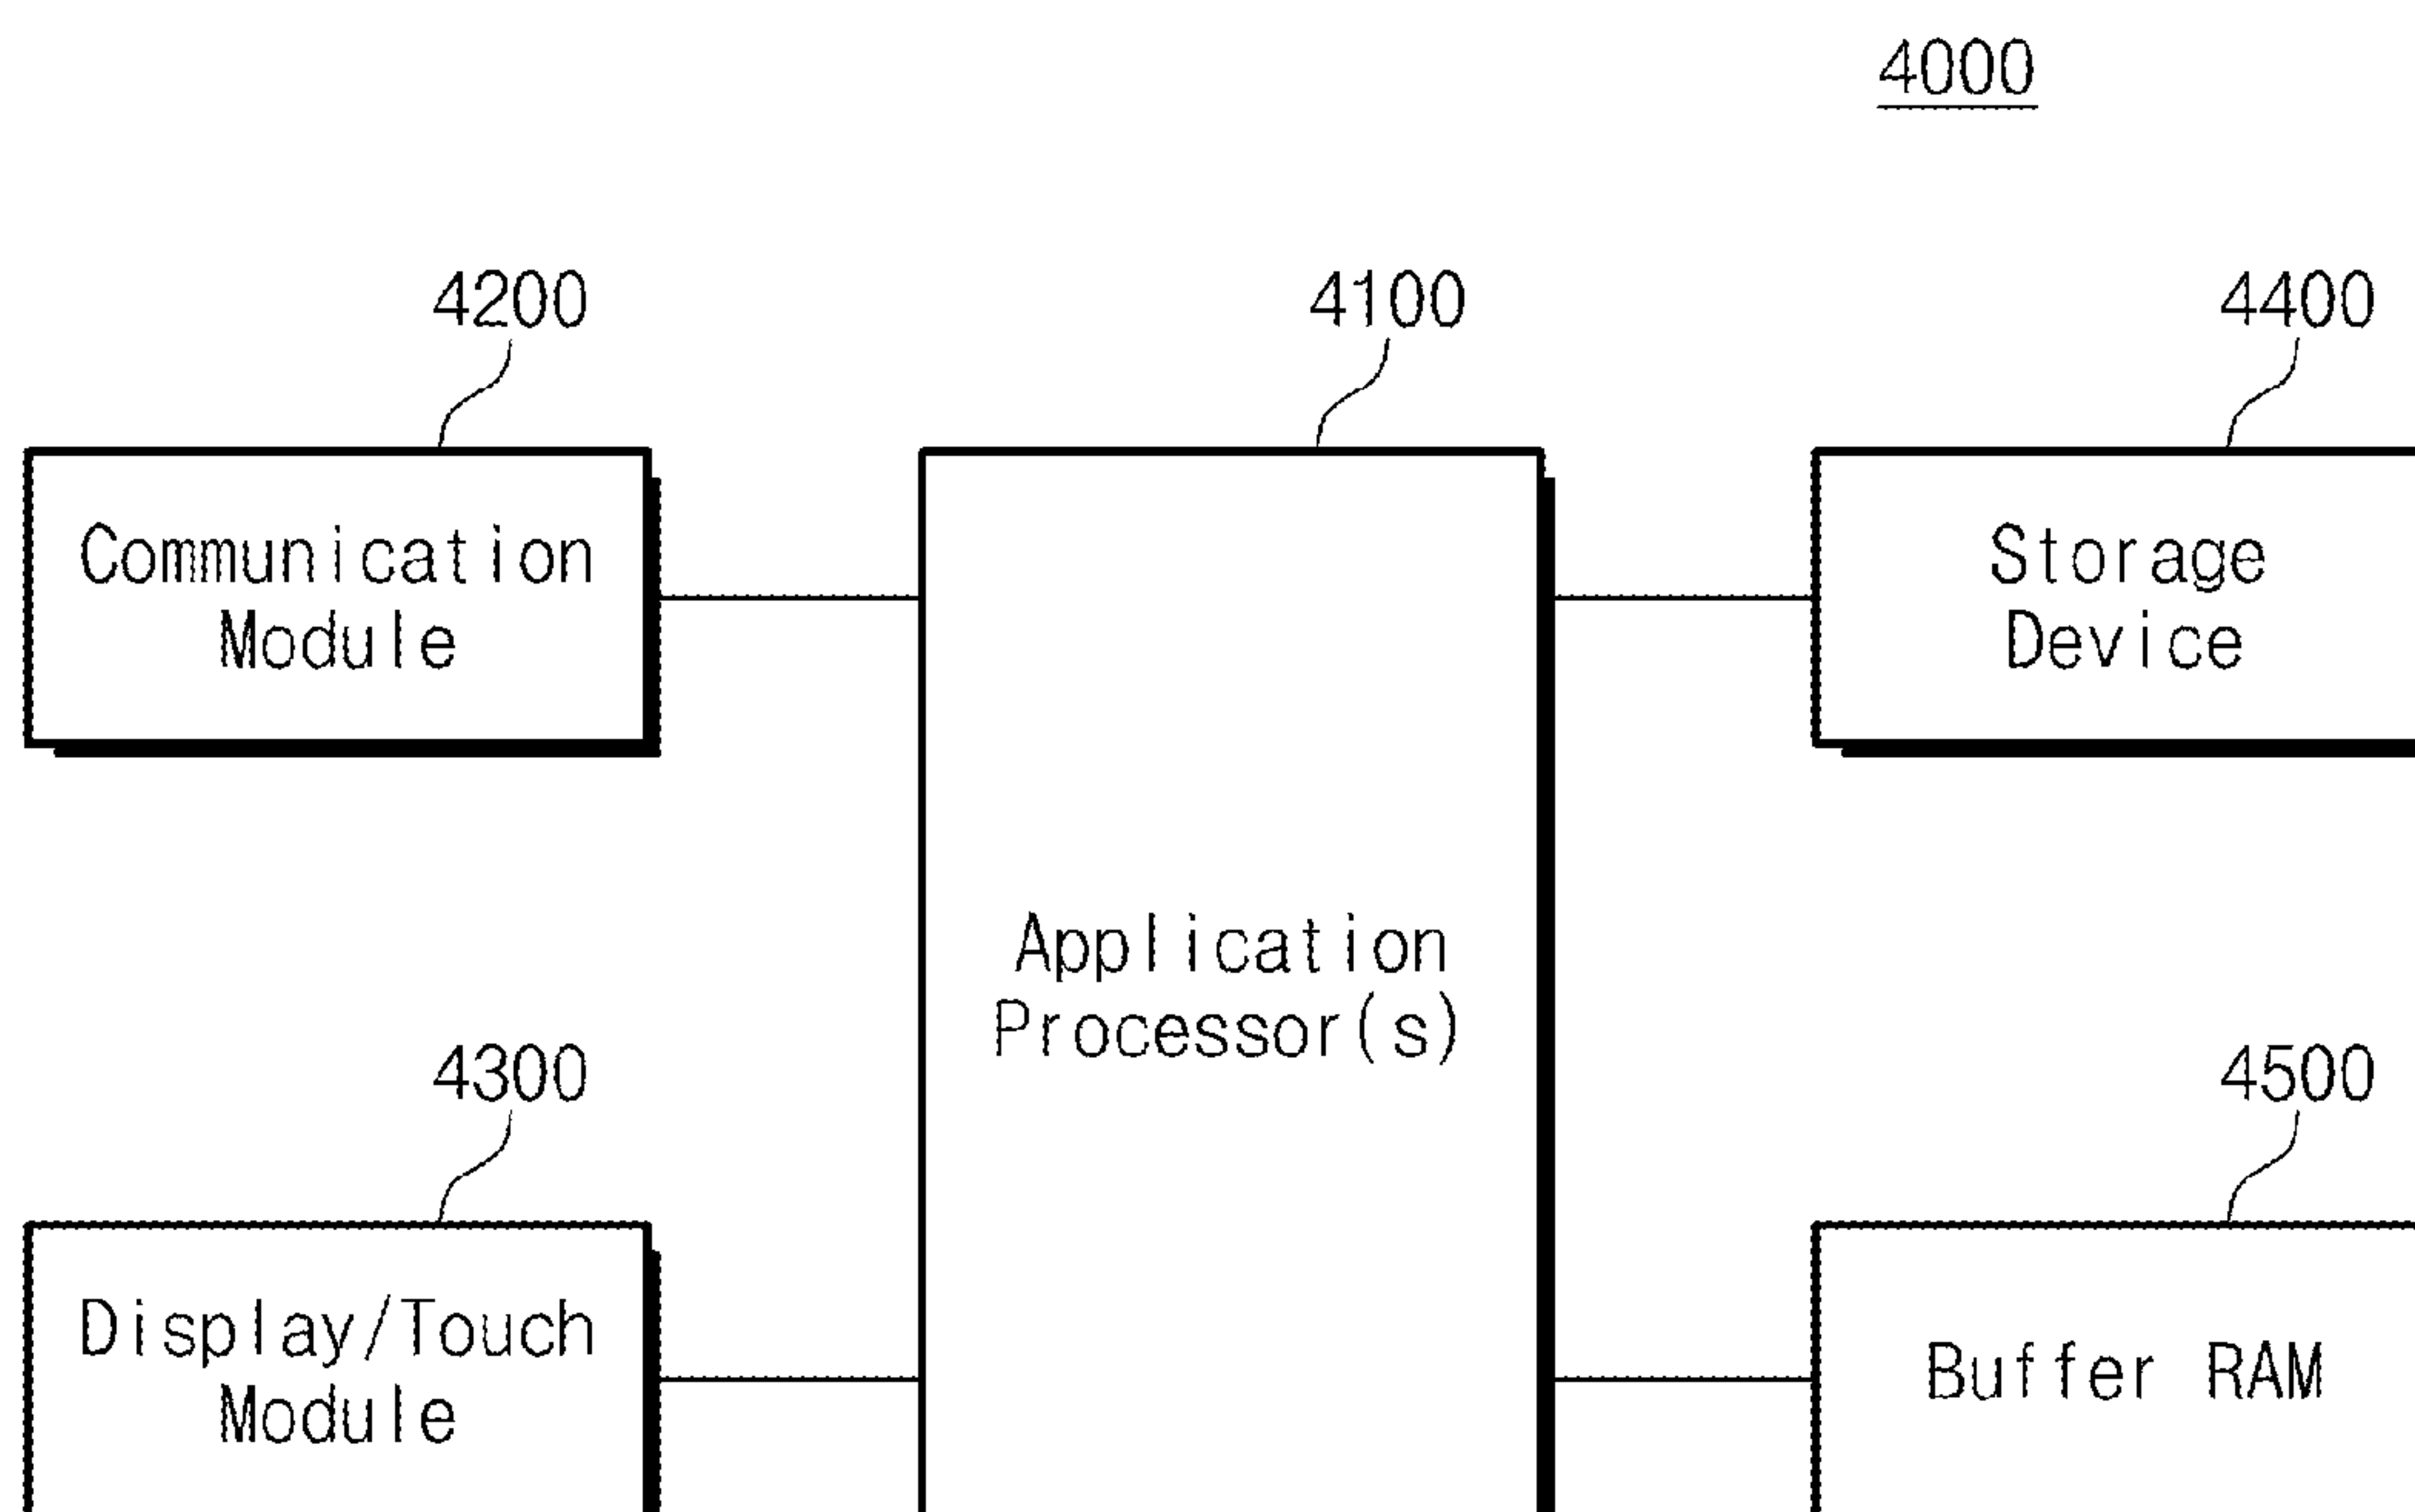 4000
4200
4100
4400
Communication
Module
Storage
Device
Application
Processor(s)
4300
4500
Display/Touch
Module
Buffer RAM